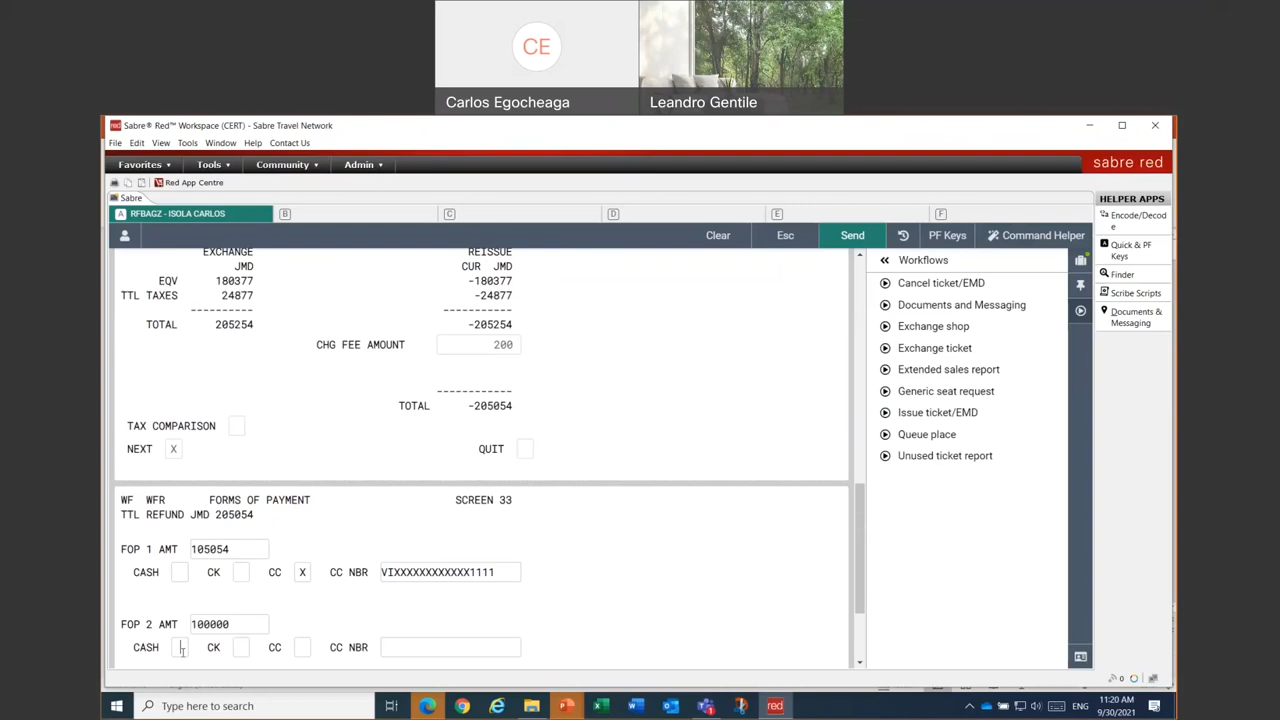 CE
Carlos Egocheaga
Leandro Gentile
red Sabre® Red™ Workspace (CERT) - Sabre Travel Network
File Edit View Tools Window Help Contact Us
Favorites Tools Community Admin
sabre red
Red App Centre
Sabre
HELPER APPS
A RFBAGZ - ISOLA CARLOS
B
C
D
E
F
Encode/Decod
e
Clear
Esc
Send
PF Keys
Command Helper
Quick & PF
Keys
Finder
Scribe Scripts
Documents &
Messaging
EXCHANGE REISSUE
JMD CUR JMD
EQV 180377 -180377
TTL TAXES 24877 -24877
---------- ----------
TOTAL 205254 -205254
CHG FEE AMOUNT 200
------------
TOTAL -205054
TAX COMPARISON
NEXT X QUIT
WF WFR FORMS OF PAYMENT SCREEN 33
TTL REFUND JMD 205054
FOP 1 AMT 105054
CASH CK CC X CC NBR VIXXXXXXXXXXXX1111
FOP 2 AMT 100000
CASH CK CC CC NBR
Workflows
Cancel ticket/EMD
Documents and Messaging
Exchange shop
Exchange ticket
Extended sales report
Generic seat request
Issue ticket/EMD
Queue place
Unused ticket report
0
Type here to search
red
ENG
11:20 AM
9/30/2021